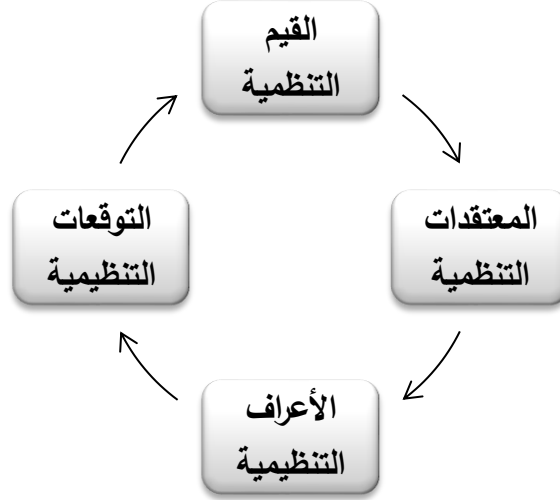 القيم
التنظمية
المعتقدات
التنظمية
الأعراف
التنظيمية
التوقعات
التنظيمية